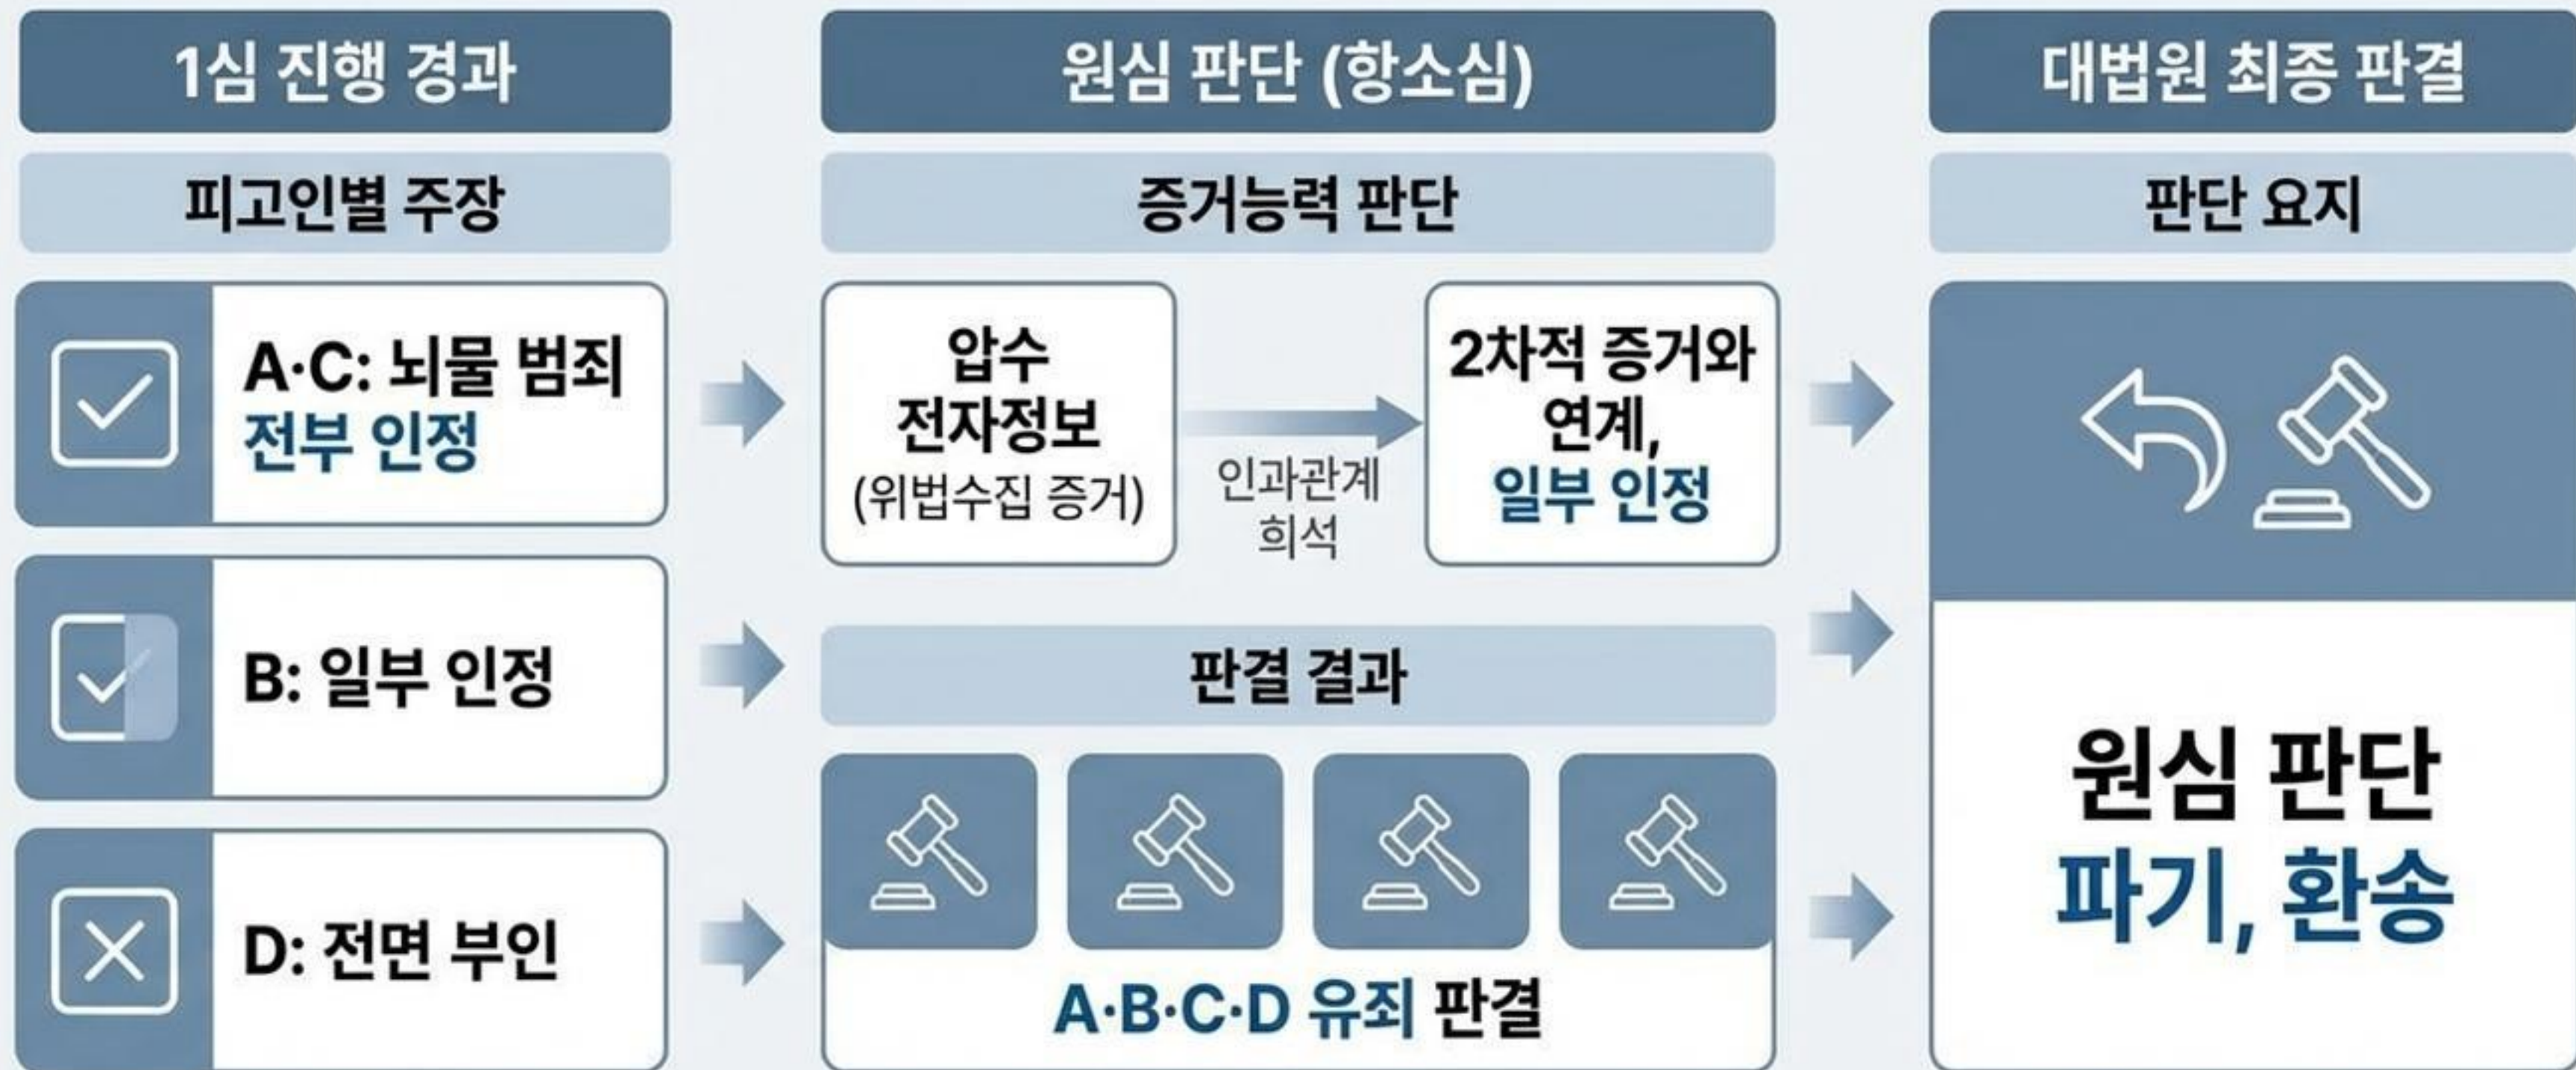 1심 진행 경과
피고인별 주장
A·C: 뇌물 범죄
전부 인정
B: 일부 인정
D: 전면 부인
원심 판단 (항소심)
증거능력 판단
압수
전자정보
(위법수집 증거)
인과관계
희석
2차적 증거와
연계,
일부 인정
판결 결과
A·B·C·D 유죄 판결
대법원 최종 판결
판단 요지
원심 판단
파기, 환송